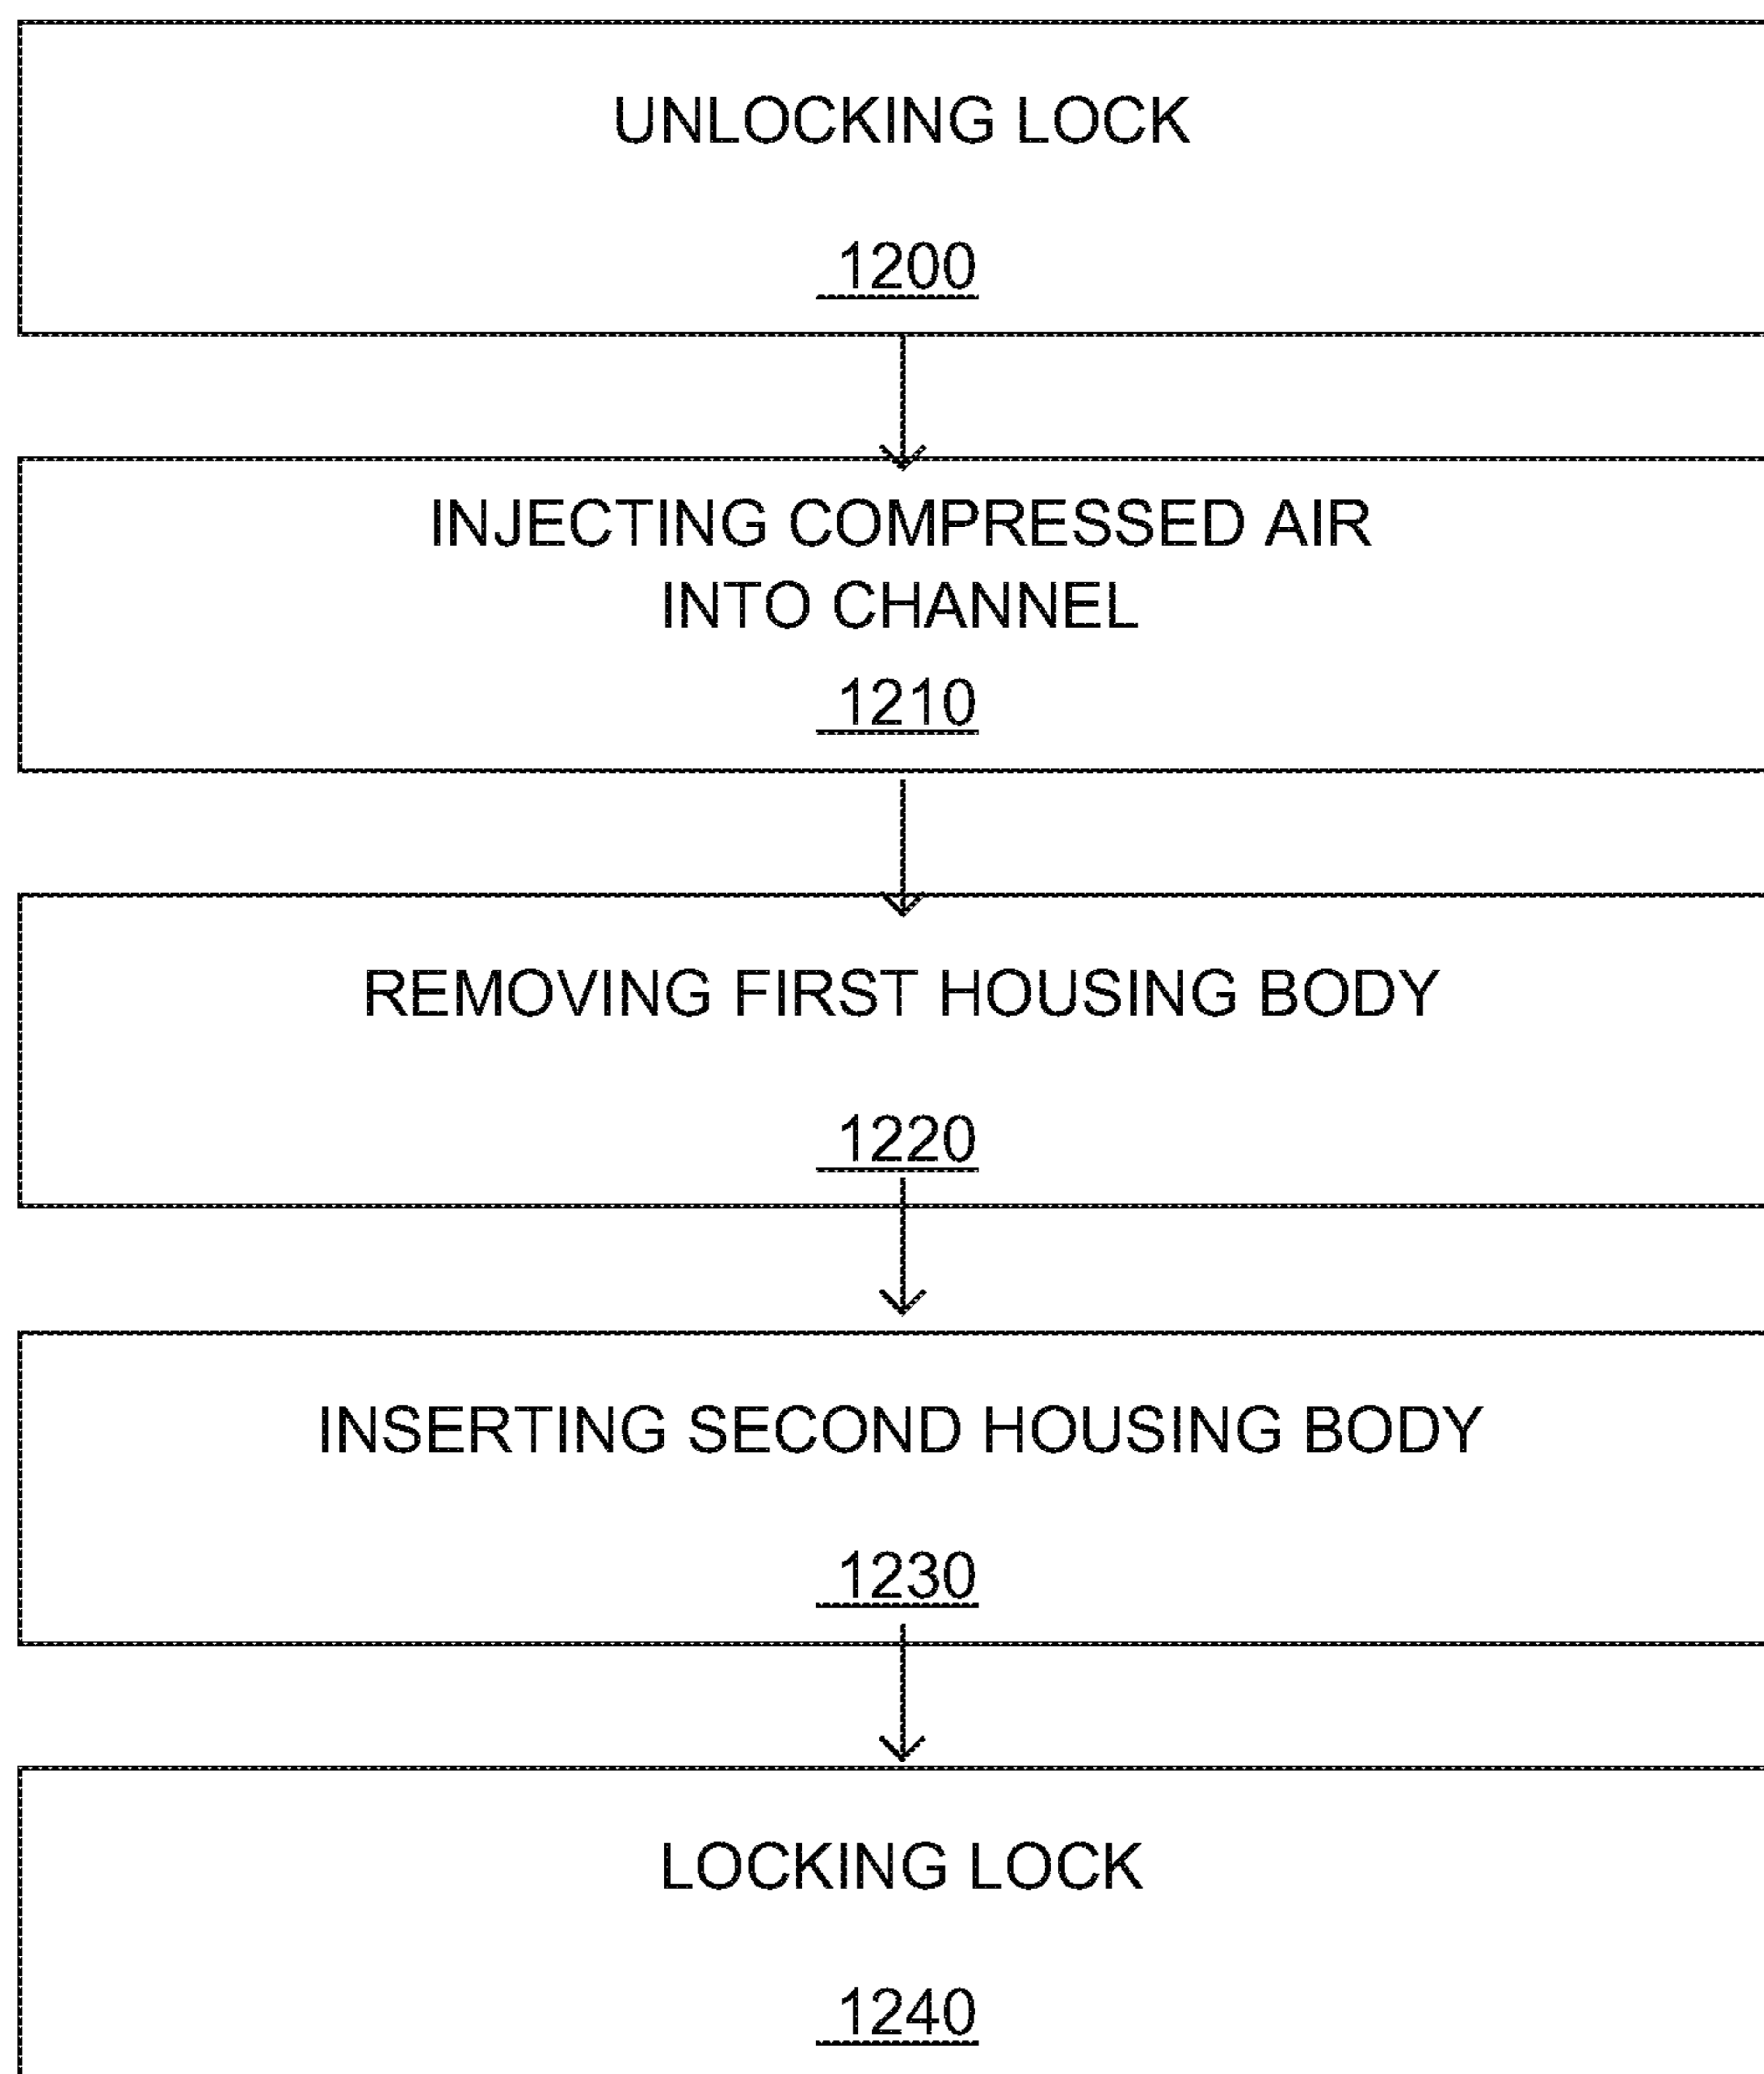 UNLOCKING LOCK
1200
INJECTING COMPRESSED AIR
INTO CHANNEL
1210
REMOVING FIRST HOUSING BODY
1220
INSERTING SECOND HOUSING BODY
1230
LOCKING LOCK
1240